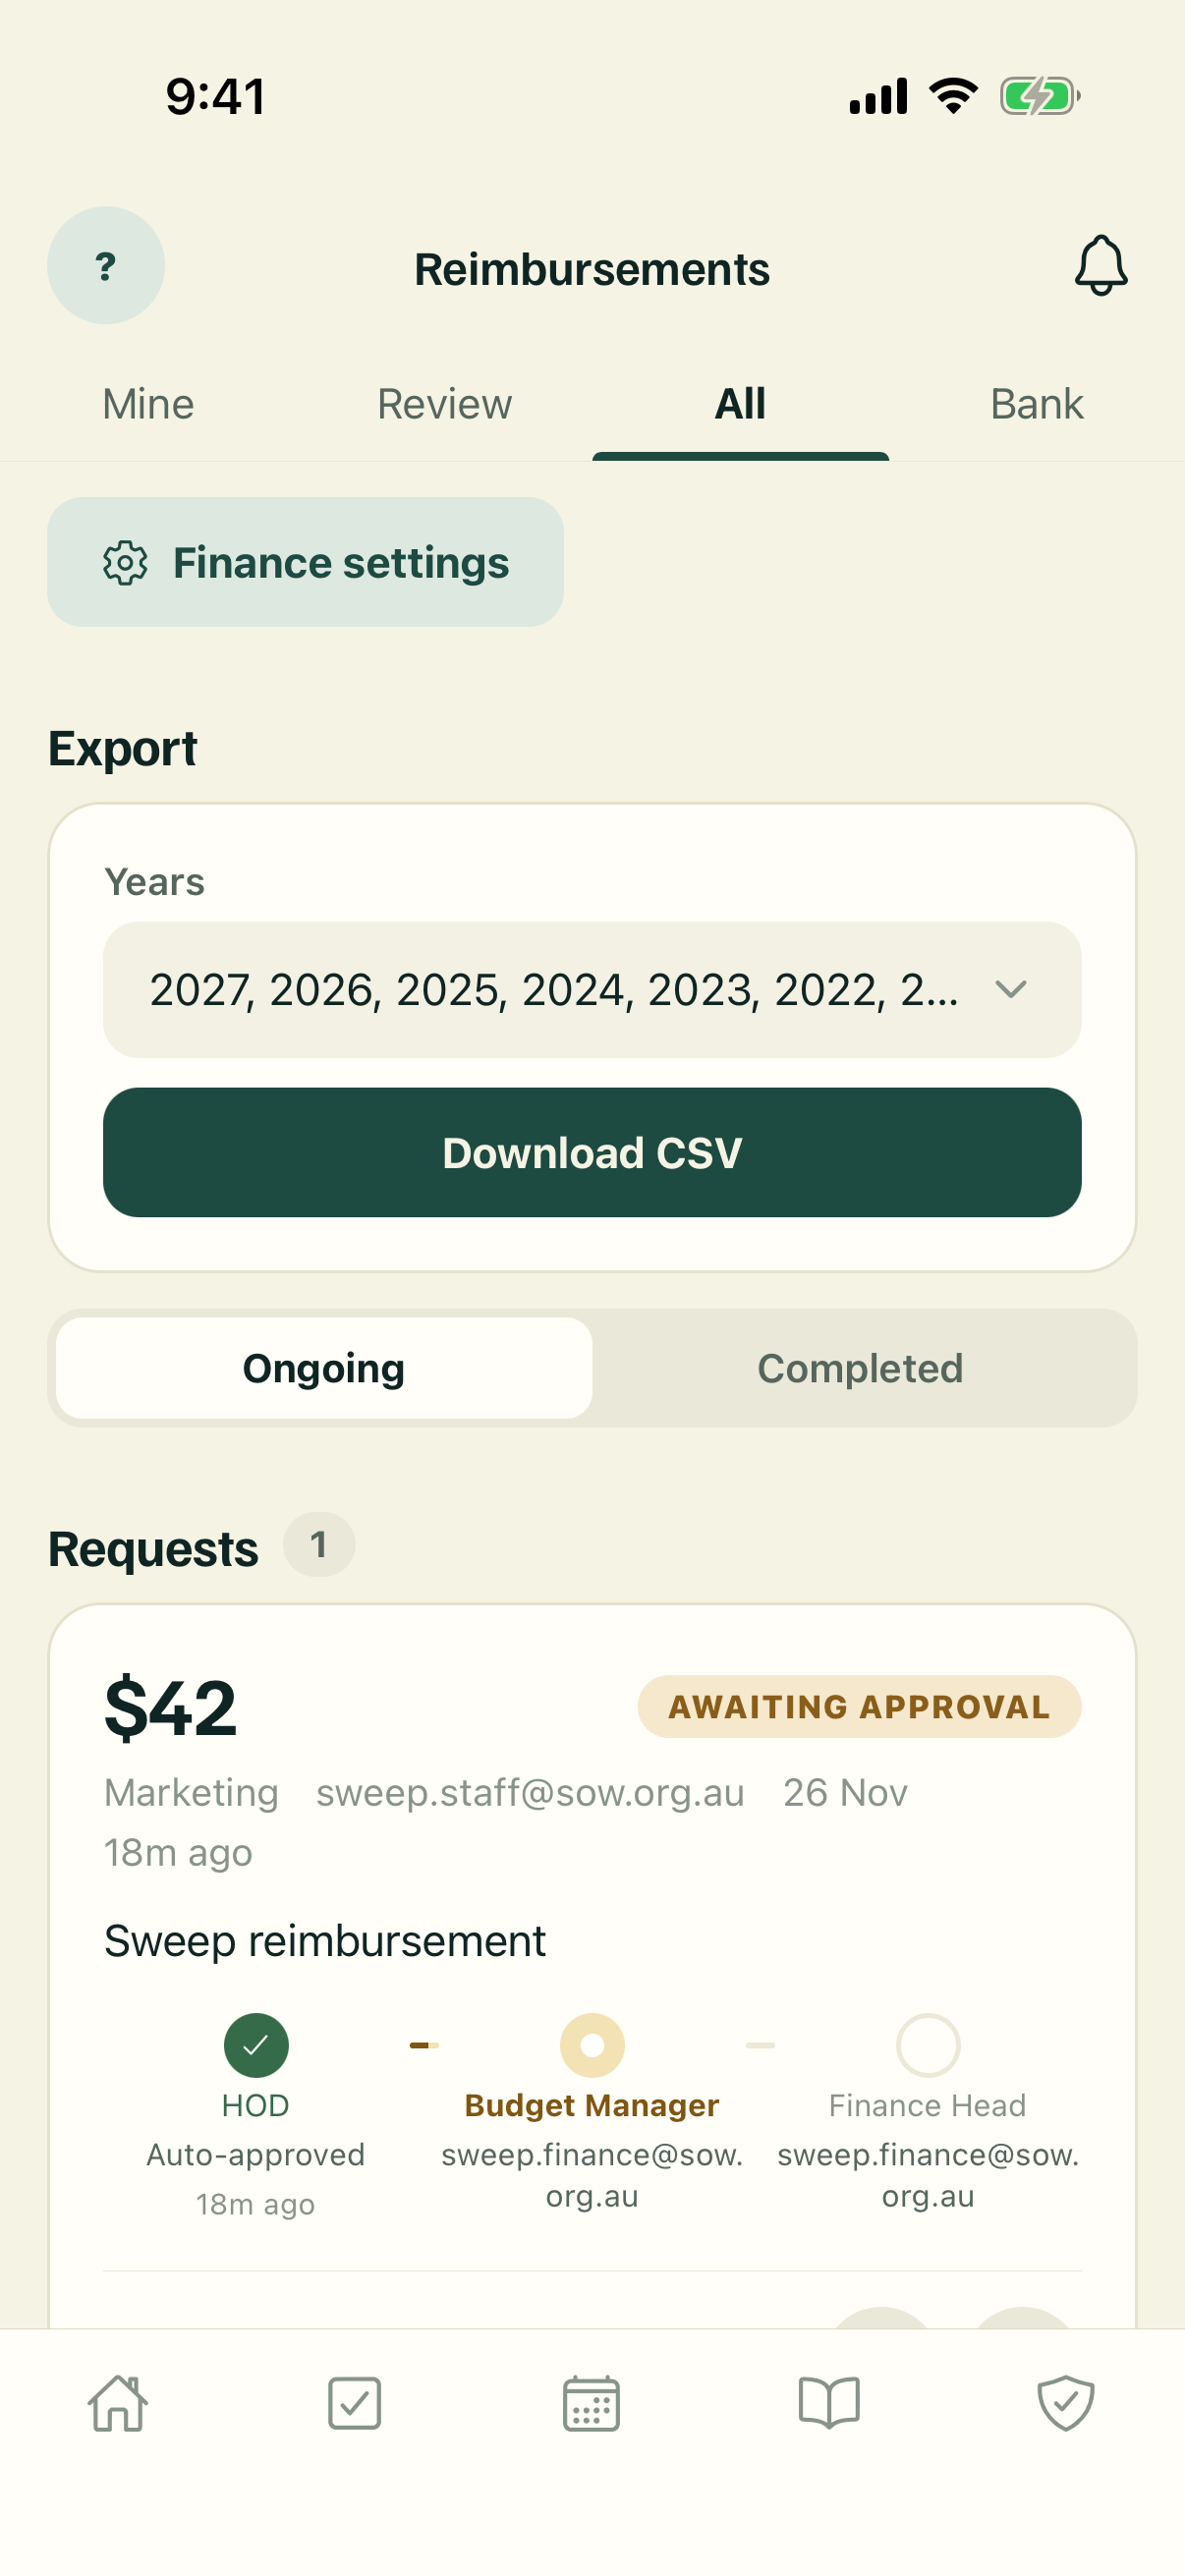 9:41
?
Reimbursements
Mine Review All Bank
Finance settings
Export
Years
2027, 2026, 2025, 2024, 2023, 2022, 2...
Download CSV
Ongoing Completed
Requests 1
$42 AWAITING APPROVAL
Marketing sweep.staff@sow.org.au 26 Nov
18m ago
Sweep reimbursement
HOD Budget Manager Finance Head
Auto-approved sweep.finance@sow. sweep.finance@sow.
18m ago org.au org.au